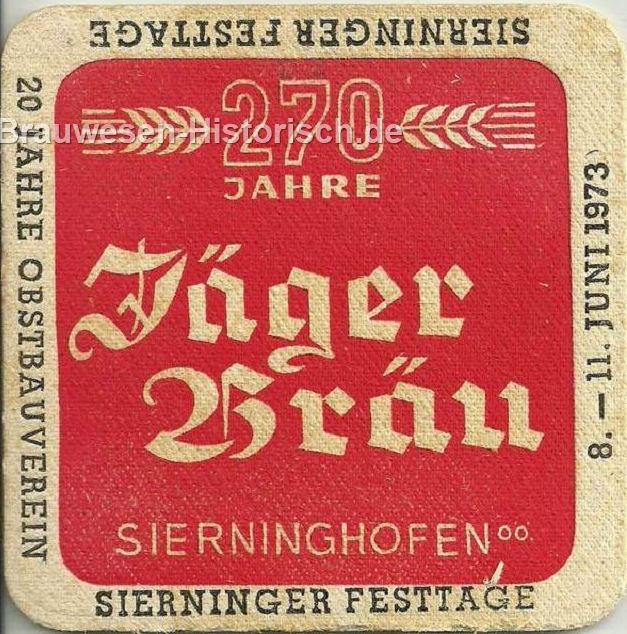 SIERNINGER FESTTAGE
Brauwesen-Historisch.de
270
JAHRE
Jäger
Bräu
SIERNINGHOFEN OÖ.
20 JAHRE OBSTBAUVEREIN
8. – 11. JUNI 1973
SIERNINGER FESTTAGE